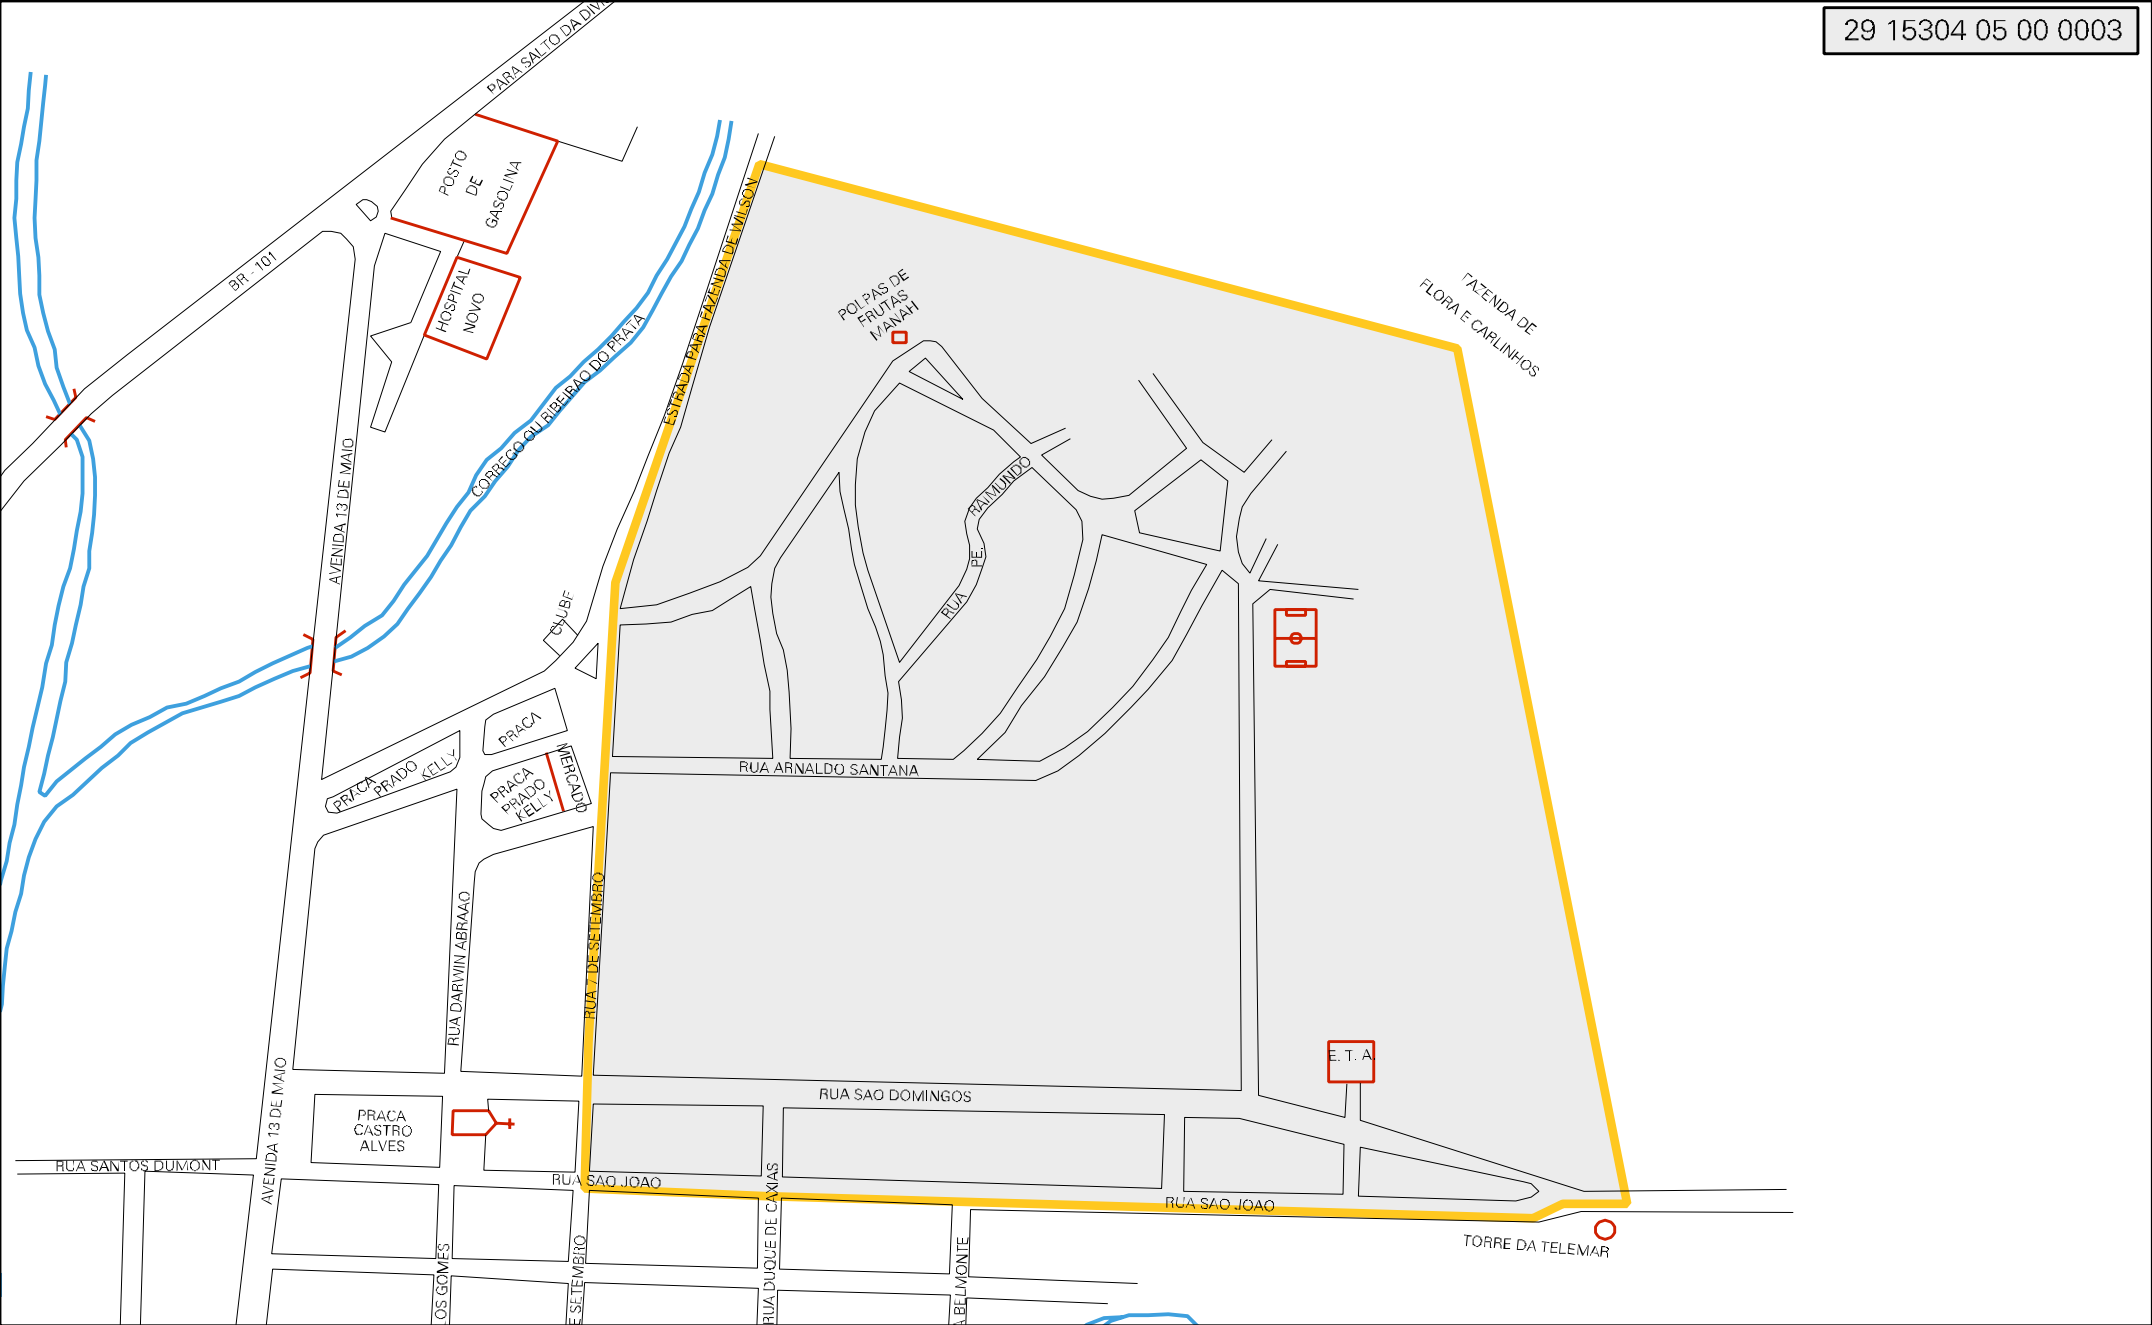 29 15304 05 00 0003
PARA SALTO DA
POSTO
DE
GASOLINA
HOSPITAL
NOVO
BR - 101
ESTRADA PARA FAZENDA DE WILSON
CORREGO OU RIBEIRAO DO PRATA
POLPAS DE
FRUTAS
MANAH
FAZENDA DE
FLORA E CARLINHOS
AVENIDA 13 DE MAIO
RUA PE. RAIMUNDO
CLUBE
PRACA
PRACA PRADO KELLY
PRACA
PRADO
KELLY
MERCADO
RUA ARNALDO SANTANA
RUA DARWIN ABRAAO
RUA 7 DE SETEMBRO
E. T. A.
RUA SAO DOMINGOS
PRACA
CASTRO
ALVES
AVENIDA 13 DE MAIO
RUA SANTOS DUMONT
RUA SAO JOAO
RUA SAO JOAO
RUA DUQUE DE CAXIAS
TORRE DA TELEMAR
OS GOMES
E SETEMBRO
A BELMONTE